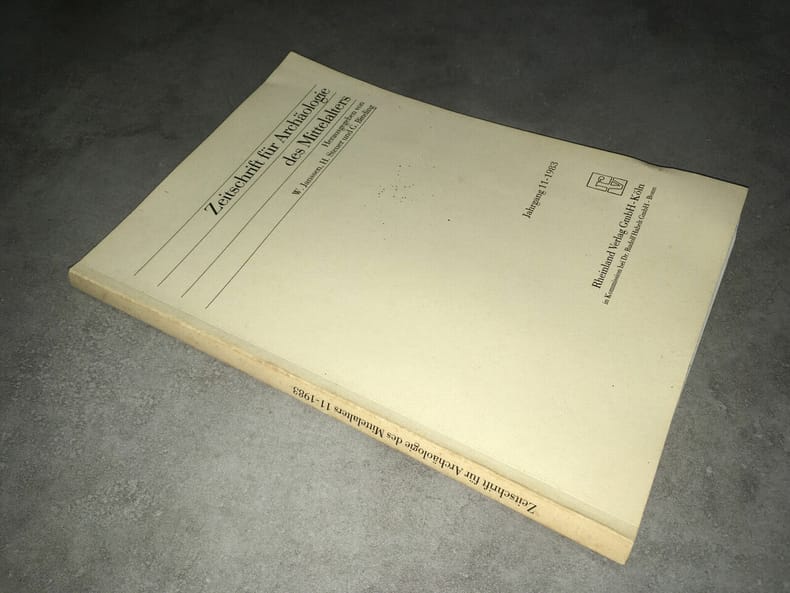 Zeitschrift für Archäologie
des Mittelalters
Herausgegeben von
W. Janssen, H. Steuer und G. Binding
Jahrgang 11-1983
Rheinland Verlag GmbH · Köln
in Kommission bei Dr. Rudolf Habelt GmbH · Bonn
Zeitschrift für Archäologie des Mittelalters 11-1983